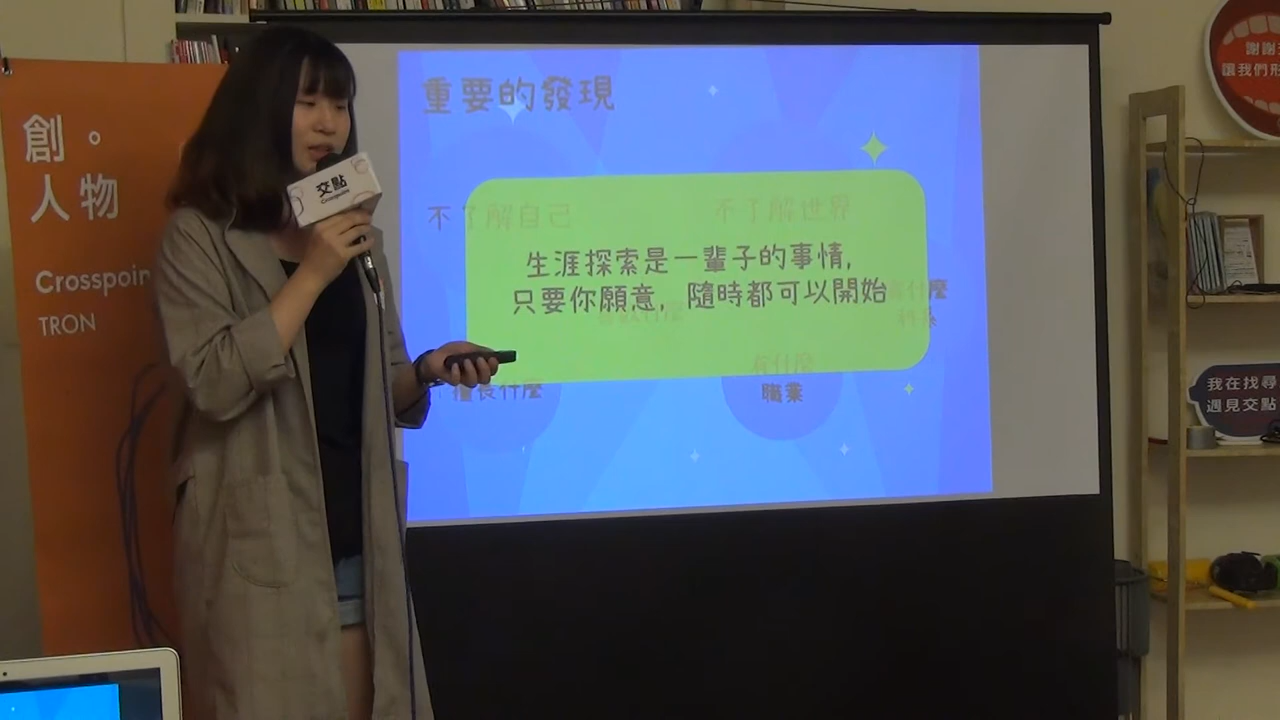 創。
人物
Crosspoin
TRON
交點
Crosspoint
重要的發現
不了解自己
不了解世界
生涯探索是一輩子的事情,
只要你願意, 隨時都可以開始
擅長什麼
有什麼
職業
謝謝
讓我們
我在找尋
遇見交點